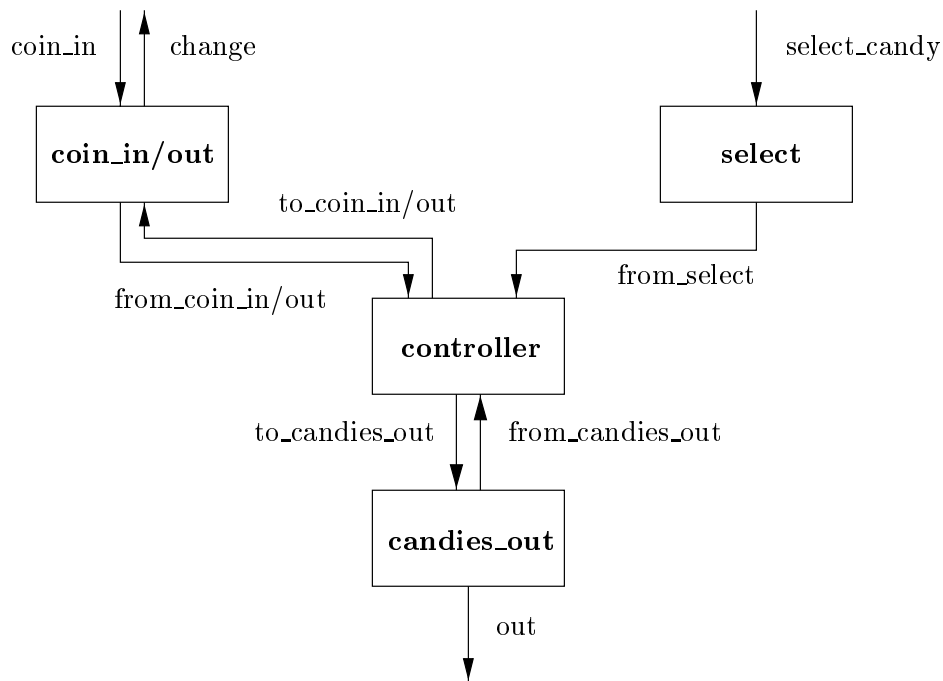 coin_in
change
select_candy
coin_in/out
select
to_coin_in/out
from_select
from_coin_in/out
controller
to_candies_out
from_candies_out
candies_out
out